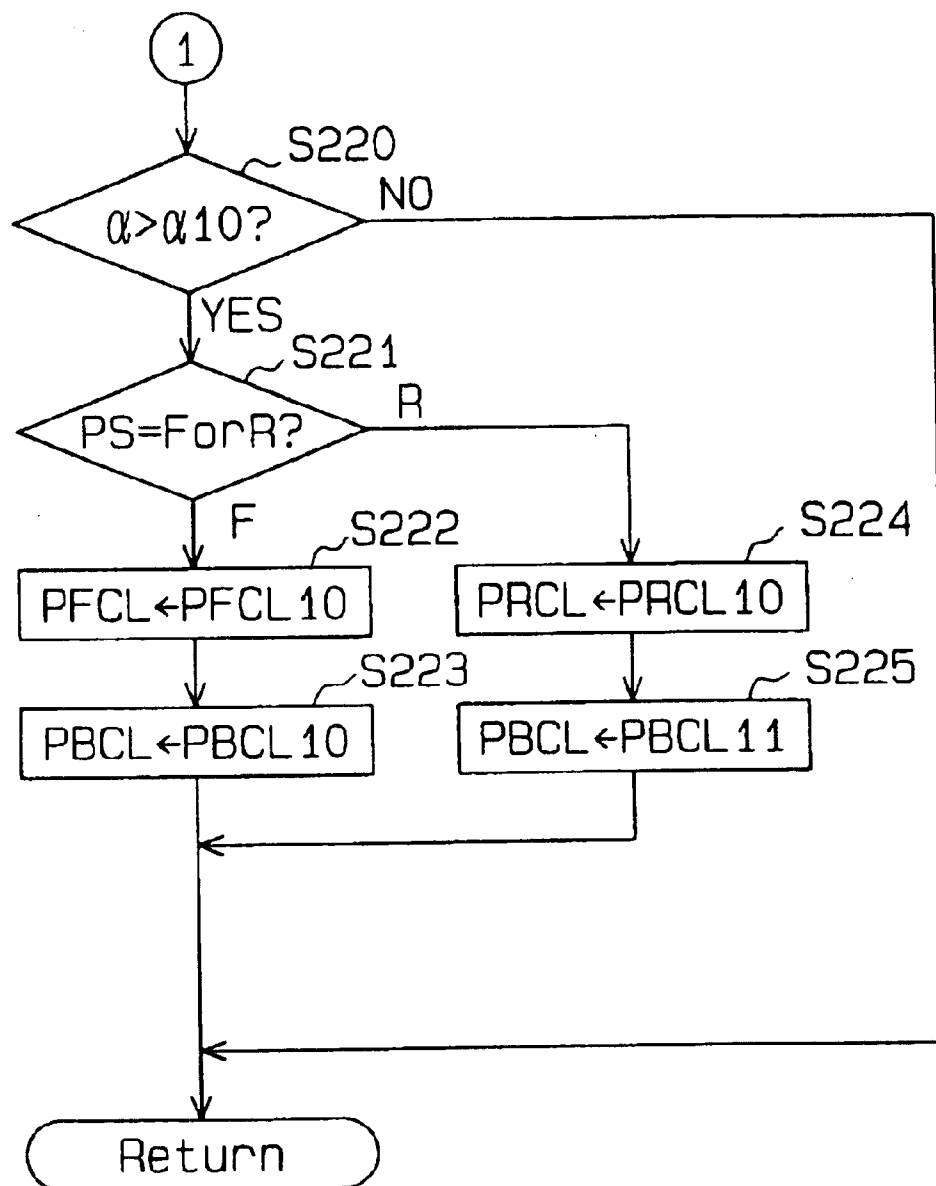 1
S220
α>α10?
NO
YES
S221
PS=ForR?
R
F
S222
PFCL←PFCL10
S224
PRCL←PRCL10
S223
PBCL←PBCL10
S225
PBCL←PBCL11
Return